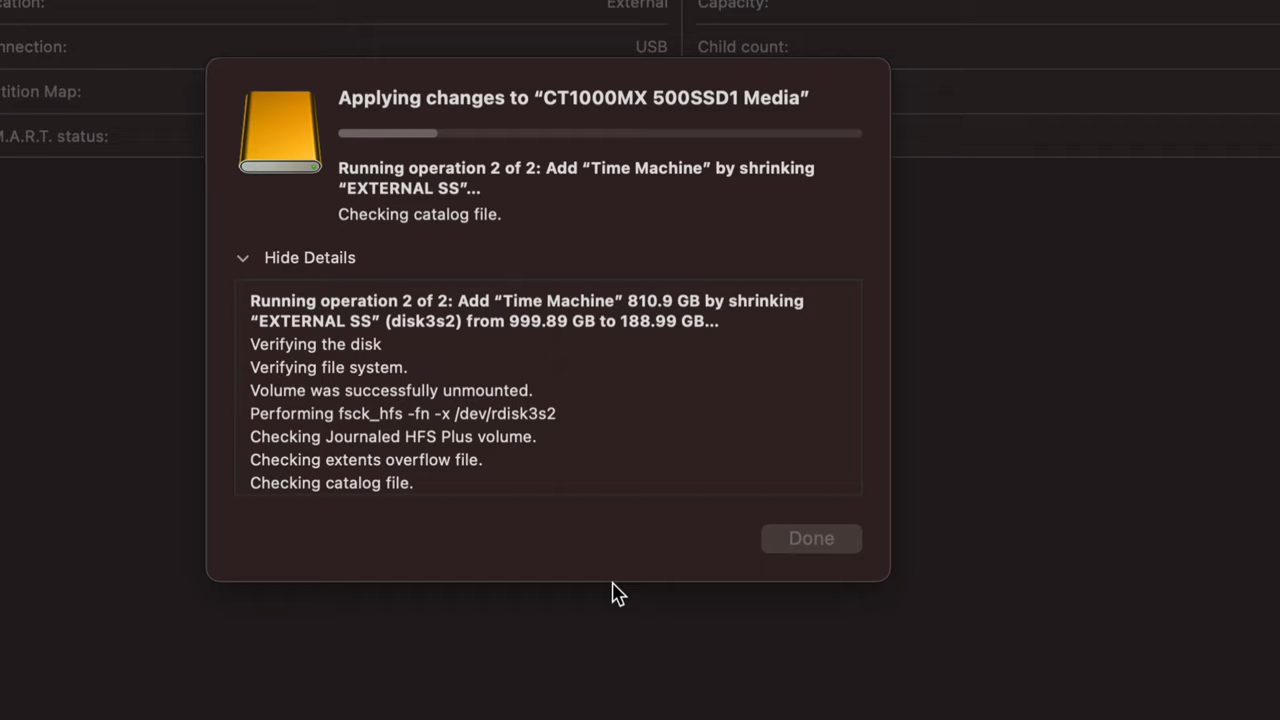 External
Capacity:
nnection:
USB
Child count:
tition Map:
M.A.R.T. status:
Applying changes to “CT1000MX 500SSD1 Media”
Running operation 2 of 2: Add “Time Machine” by shrinking
“EXTERNAL SS”...
Checking catalog file.
Hide Details
Running operation 2 of 2: Add “Time Machine” 810.9 GB by shrinking
“EXTERNAL SS” (disk3s2) from 999.89 GB to 188.99 GB...
Verifying the disk
Verifying file system.
Volume was successfully unmounted.
Performing fsck_hfs -fn -x /dev/rdisk3s2
Checking Journaled HFS Plus volume.
Checking extents overflow file.
Checking catalog file.
Done